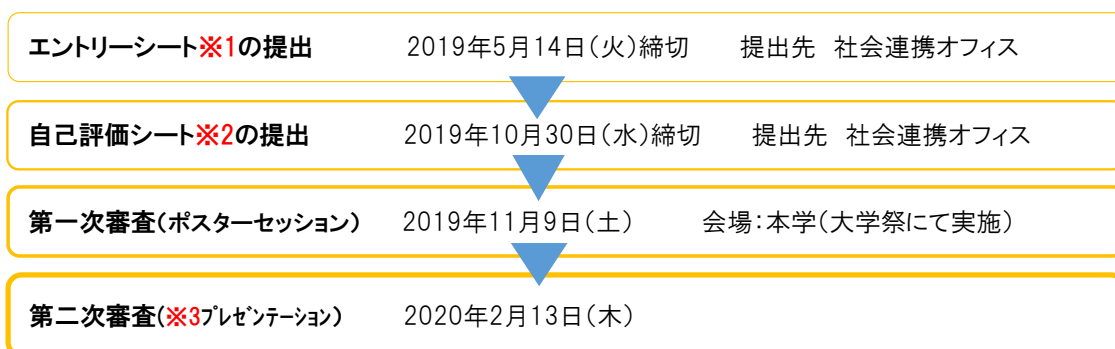 エントリーシート※1の提出 2019年5月14日(火)締切 提出先 社会連携オフィス
自己評価シート※2の提出 2019年10月30日(水)締切 提出先 社会連携オフィス
第一次審査(ポスターセッション) 2019年11月9日(土) 会場:本学(大学祭にて実施)
第二次審査(※3プレゼンテーション) 2020年2月13日(木)